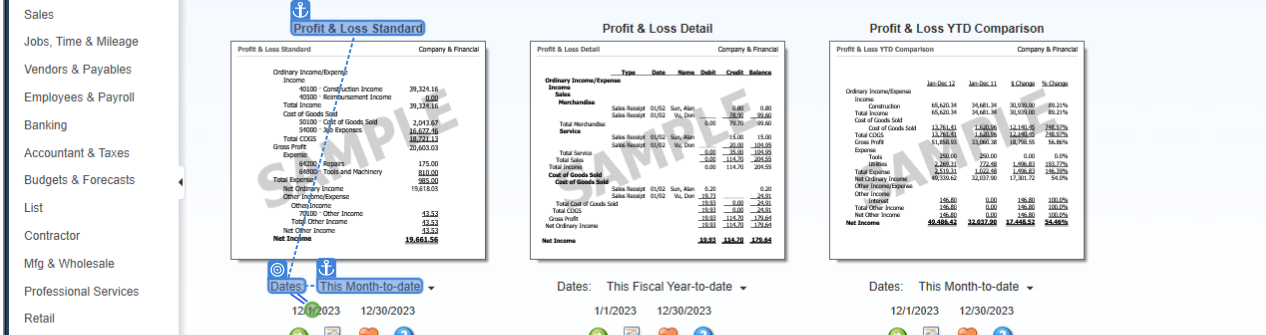 Sales
Jobs, Time & Mileage
Vendors & Payables
Employees & Payroll
Banking
Accountant & Taxes
Budgets & Forecasts
List
Contractor
Mfg & Wholesale
Professional Services
Retail
Profit & Loss Standard
Profit & Loss Standard Company & Financial
Ordinary Income/Expense
Income
40100 · Construction Income 39,324.16
40500 · Reimbursement Income 0.00
Total Income 39,324.16
Cost of Goods Sold
50100 · Cost of Goods Sold 2,043.67
54000 · Job Expenses 16,677.46
Total COGS 18,721.13
Gross Profit 20,603.03
Expense
64200 · Repairs 175.00
64800 · Tools and Machinery 810.00
Total Expense 985.00
Net Ordinary Income 19,618.03
Other Income/Expense
Other Income
70100 · Other Income 43.53
Total Other Income 43.53
Net Other Income 43.53
Net Income 19,661.56
SAMPLE
Dates: This Month-to-date
12/1/2023 12/30/2023
Profit & Loss Detail
Profit & Loss Detail Company & Financial
Type Date Name Debit Credit Balance
Ordinary Income/Expense
Income
Sales
Merchandise
Sales Receipt 01/02 Sun, Alan 0.80 0.80
Sales Receipt 01/02 Vu, Don 78.90 99.60
Total Merchandise 0.00 79.70 99.60
Service
Sales Receipt 01/02 Sun, Alan 15.00 15.00
Sales Receipt 01/02 Vu, Don 20.00 104.95
Total Service 0.00 35.00 104.95
Total Sales 0.00 114.70 204.55
Total Income 0.00 114.70 204.55
Cost of Goods Sold
Cost of Goods Sold
Sales Receipt 01/02 Sun, Alan 0.20 0.20
Sales Receipt 01/02 Vu, Don 19.73 24.91
Total Cost of Goods Sold 19.93 0.00 24.91
Total COGS 19.93 0.00 24.91
Gross Profit 19.93 114.70 179.64
Net Ordinary Income 19.93 114.70 179.64
Net Income 19.93 114.70 179.64
SAMPLE
Dates: This Fiscal Year-to-date
1/1/2023 12/30/2023
Profit & Loss YTD Comparison
Profit & Loss YTD Comparison Company & Financial
Jan-Dec 12 Jan-Dec 11 $ Change % Change
Ordinary Income/Expense
Income
Construction 65,620.34 34,681.34 30,939.00 89.21%
Total Income 65,620.34 34,681.34 30,939.00 89.21%
Cost of Goods Sold
Cost of Goods Sold 13,761.41 1,620.96 12,140.45 748.97%
Total COGS 13,761.41 1,620.96 12,140.45 748.97%
Gross Profit 51,858.93 33,060.38 18,798.55 56.86%
Expense
Tools 250.00 250.00 0.00 0.0%
Utilities 2,269.31 772.48 1,496.83 193.77%
Total Expense 2,519.31 1,022.48 1,496.83 146.39%
Net Ordinary Income 49,339.62 32,037.90 17,301.72 54.0%
Other Income/Expense
Other Income
Interest 146.80 0.00 146.80 100.0%
Total Other Income 146.80 0.00 146.80 100.0%
Net Other Income 146.80 0.00 146.80 100.0%
Net Income 49,486.42 32,037.90 17,448.52 54.46%
SAMPLE
Dates: This Month-to-date
12/1/2023 12/30/2023